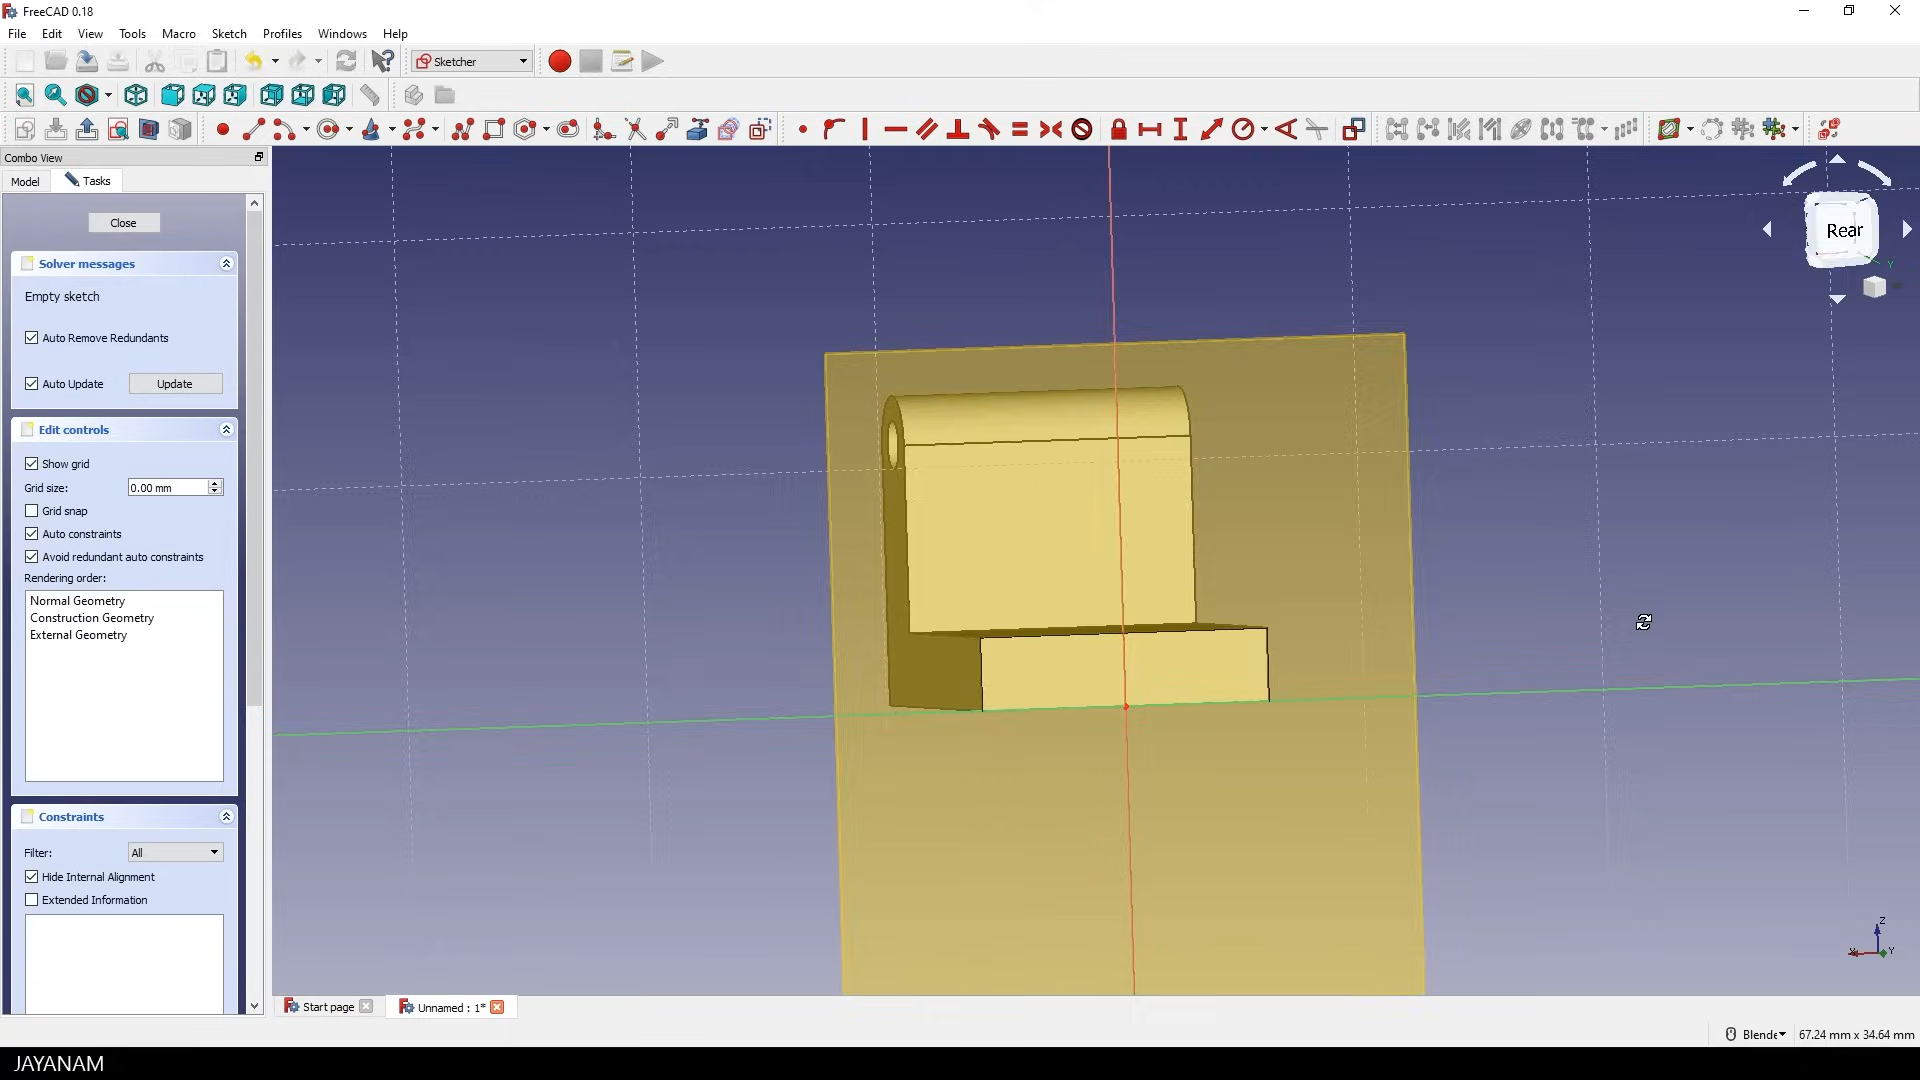 FreeCAD 0.18
File Edit View Tools Macro Sketch Profiles Windows Help
Sketcher
Combo View
Model Tasks
Close
Solver messages
Empty sketch
Auto Remove Redundants
Auto Update Update
Edit controls
Show grid
Grid size: 0.00 mm
Grid snap
Auto constraints
Avoid redundant auto constraints
Rendering order:
Normal Geometry
Construction Geometry
External Geometry
Constraints
Filter: All
Hide Internal Alignment
Extended Information
Rear
Y
Z
X Y
Start page Unnamed : 1*
Blende 67.24 mm x 34.64 mm
JAYANAM